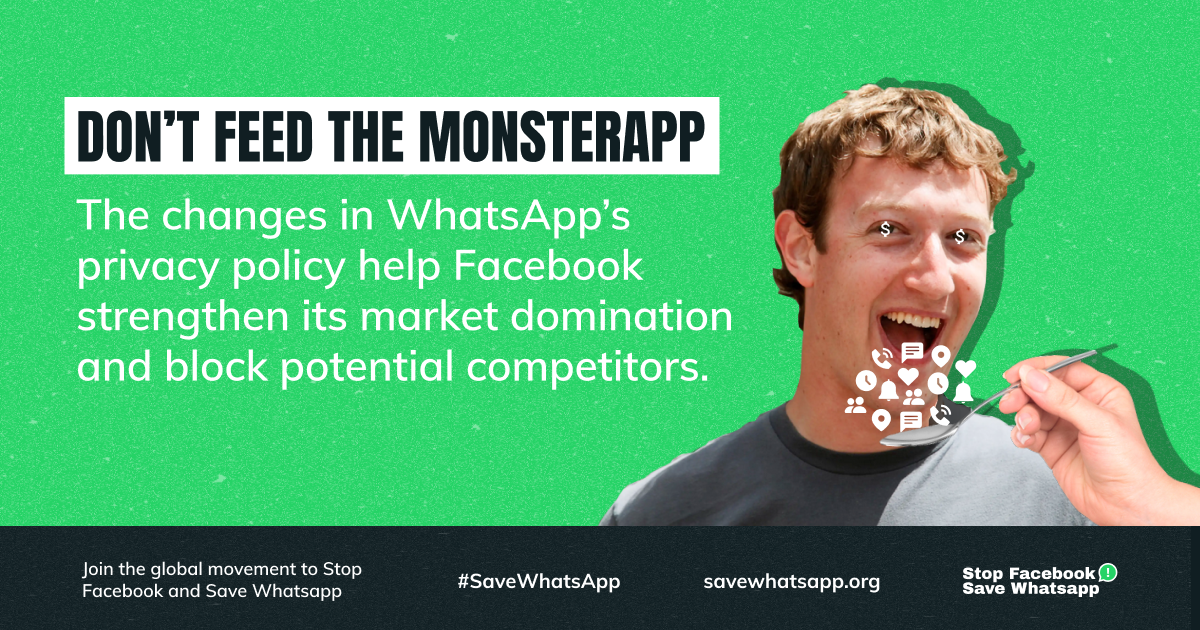 DON'T FEED THE MONSTERAPP
The changes in WhatsApp's
privacy policy help Facebook
strengthen its market domination
and block potential competitors.
$ $
Join the global movement to Stop
Facebook and Save Whatsapp
#SaveWhatsApp
savewhatsapp.org
Stop Facebook
Save Whatsapp
!